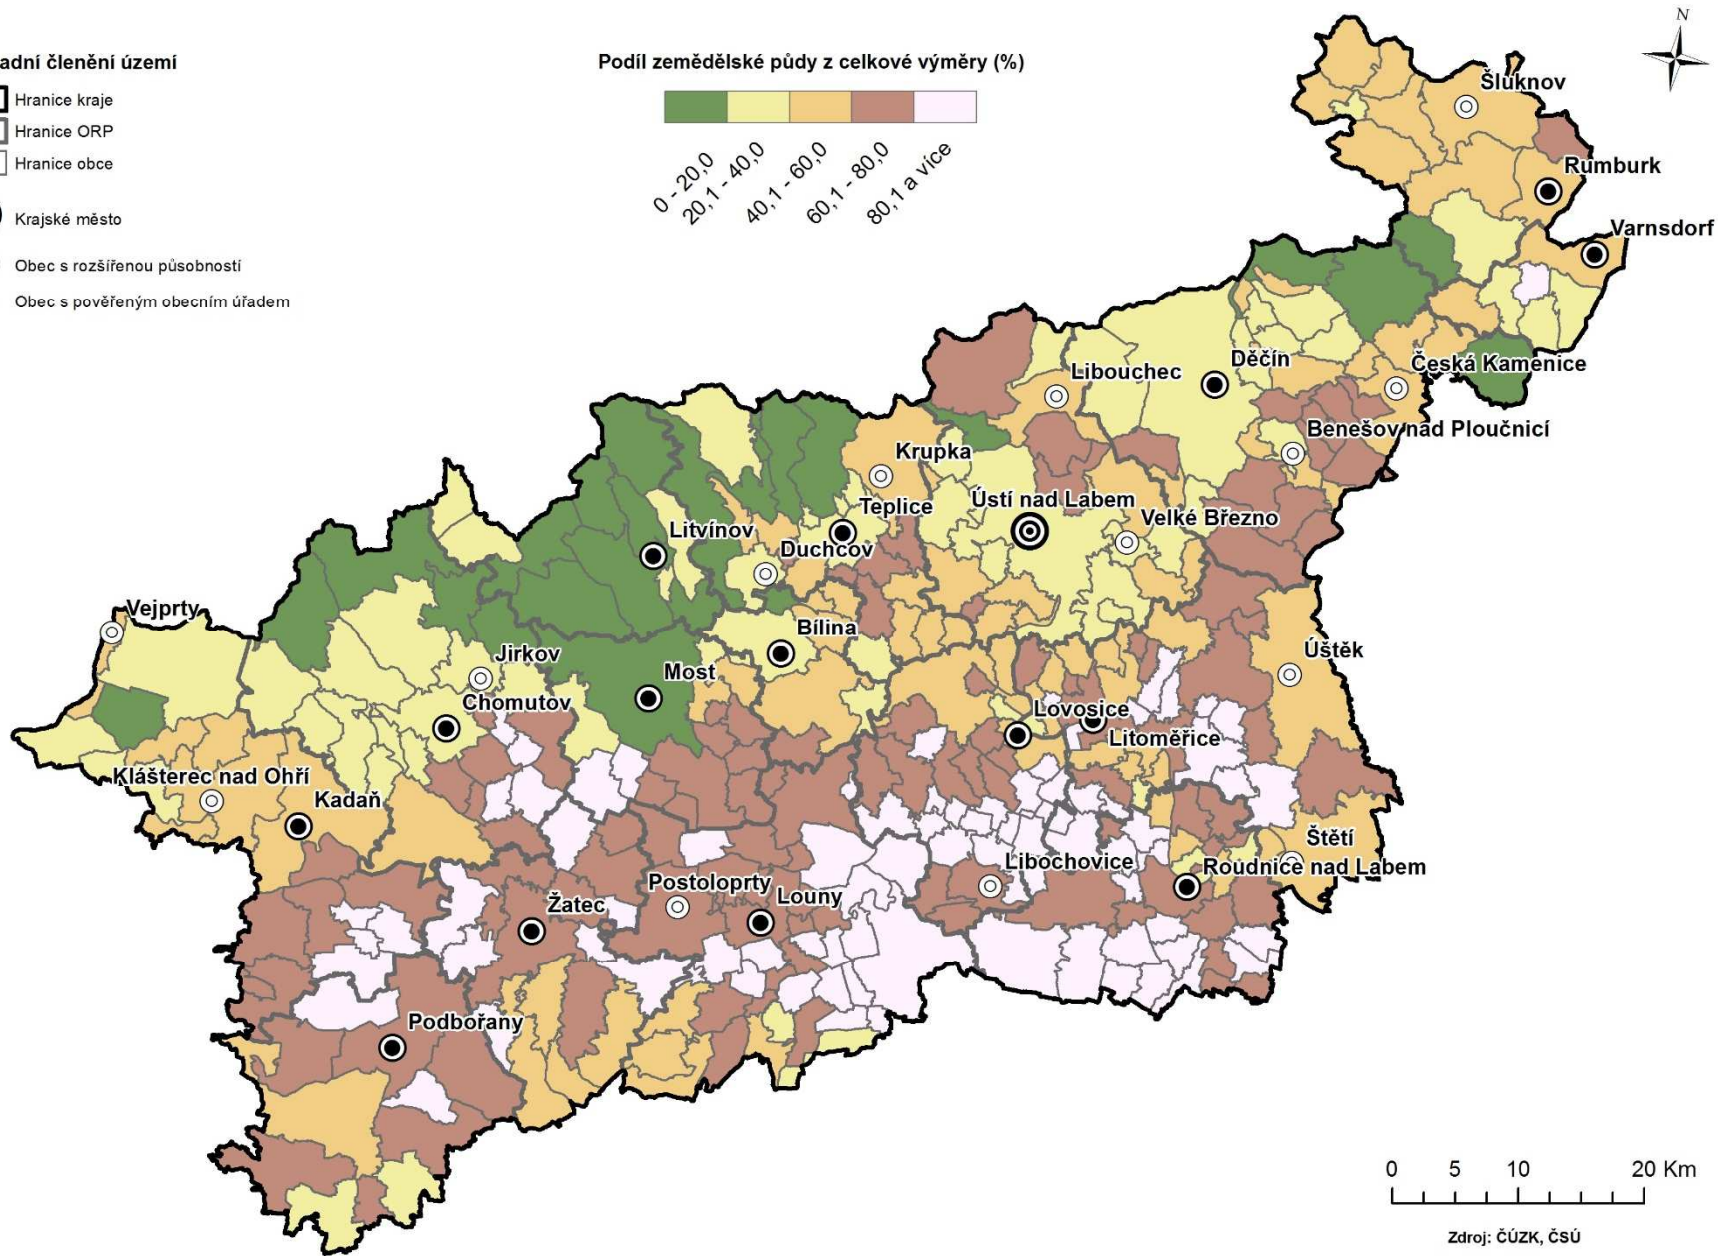 adní členění území
Hranice kraje
Hranice ORP
Hranice obce
Krajské město
Obec s rozšířenou působností
Obec s pověřeným obecním úřadem
Podíl zemědělské půdy z celkové výměry (%)
0 - 20,0
20,1 - 40,0
40,1 - 60,0
60,1 - 80,0
80,1 a více
N
Šluknov
Rumburk
Varnsdorf
Děčín
Česká Kamenice
Libouchec
Benešov nad Ploučnicí
Krupka
Ústí nad Labem
Teplice
Velké Březno
Litvínov
Duchcov
Vejprty
Bílina
Úštěk
Jirkov
Most
Chomutov
Lovosice
Litoměřice
Klášterec nad Ohří
Kadaň
Štětí
Libochovice
Roudnice nad Labem
Postoloprty
Louny
Žatec
Podbořany
0 5 10 20 Km
Zdroj: ČÚZK, ČSÚ